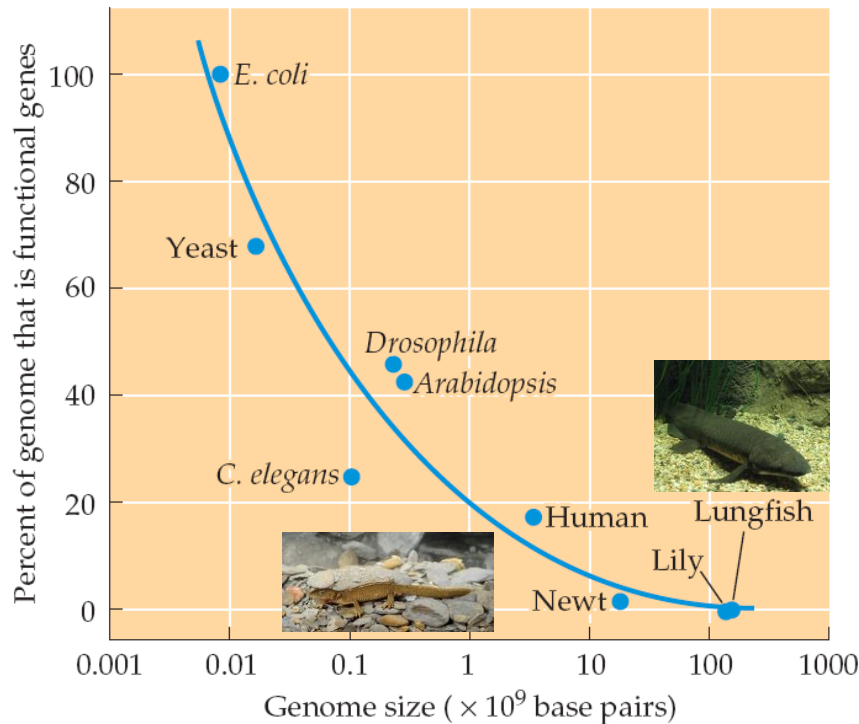 Percent of genome that is functional genes
100
80
60
40
20
0
E. coli
Yeast
Drosophila
Arabidopsis
C. elegans
Human
Lungfish
Lily
Newt
0.001 0.01 0.1 1 10 100 1000
Genome size ( × 10⁹ base pairs)